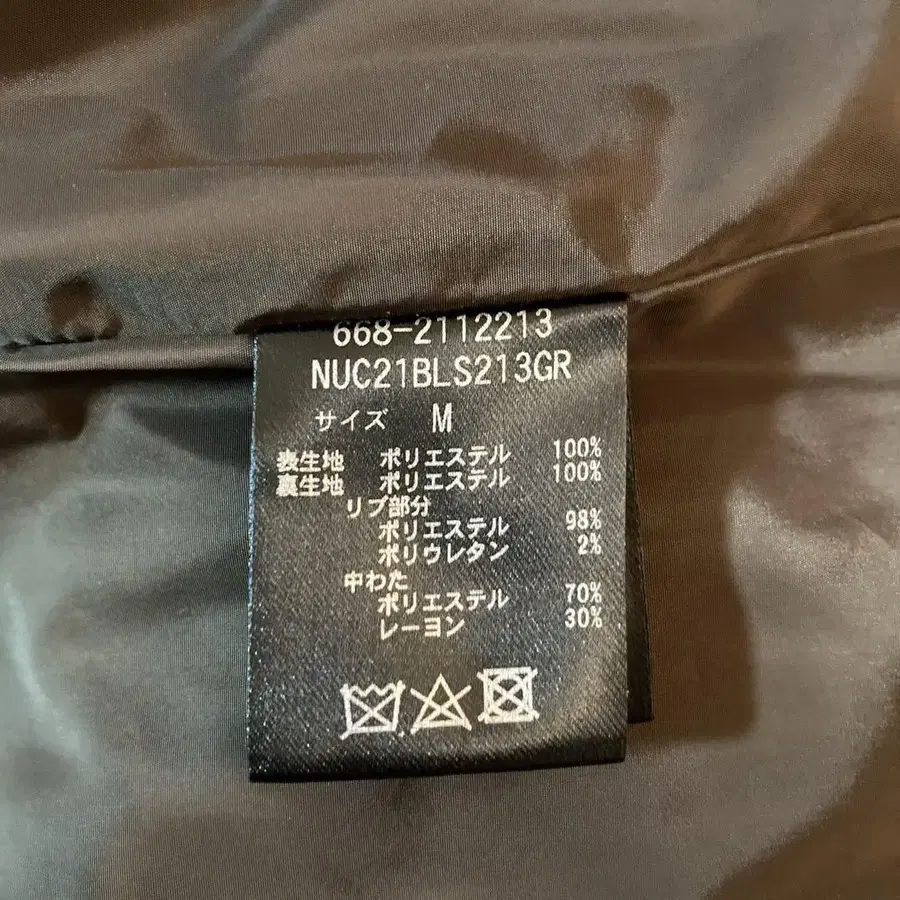 668-2112213
NUC21BLS213GR
サイズ M
表生地 ポリエステル 100%
裏生地 ポリエステル 100%
リブ部分
ポリエステル 98%
ポリウレタン 2%
中わた
ポリエステル 70%
レーヨン 30%